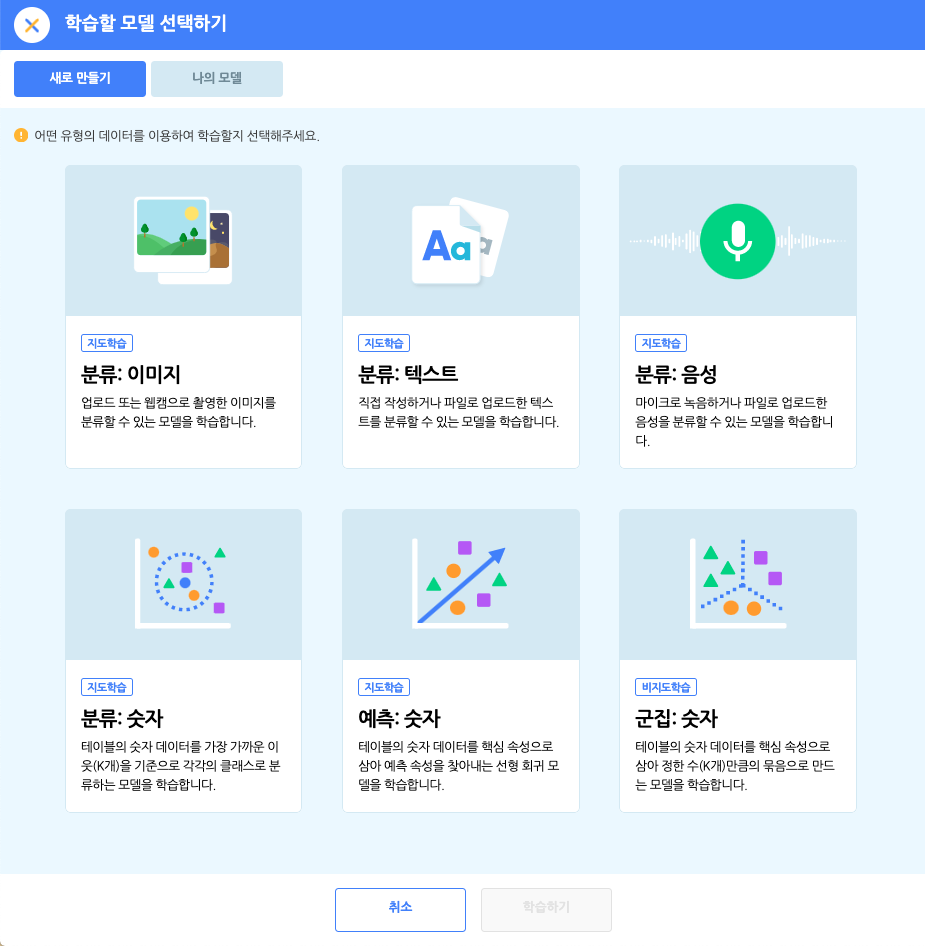 학습할 모델 선택하기
새로 만들기
나의 모델
어떤 유형의 데이터를 이용하여 학습할지 선택해주세요.
Aa
a
지도학습
분류: 이미지
업로드 또는 웹캠으로 촬영한 이미지를
분류할 수 있는 모델을 학습합니다.
지도학습
분류: 텍스트
직접 작성하거나 파일로 업로드한 텍스
트를 분류할 수 있는 모델을 학습합니다.
지도학습
분류: 음성
마이크로 녹음하거나 파일로 업로드한
음성을 분류할 수 있는 모델을 학습합니
다.
지도학습
분류: 숫자
테이블의 숫자 데이터를 가장 가까운 이
웃(K개)을 기준으로 각각의 클래스로 분
류하는 모델을 학습합니다.
지도학습
예측: 숫자
테이블의 숫자 데이터를 핵심 속성으로
삼아 예측 속성을 찾아내는 선형 회귀 모
델을 학습합니다.
비지도학습
군집: 숫자
테이블의 숫자 데이터를 핵심 속성으로
삼아 정한 수(K개)만큼의 묶음으로 만드
는 모델을 학습합니다.
취소
학습하기